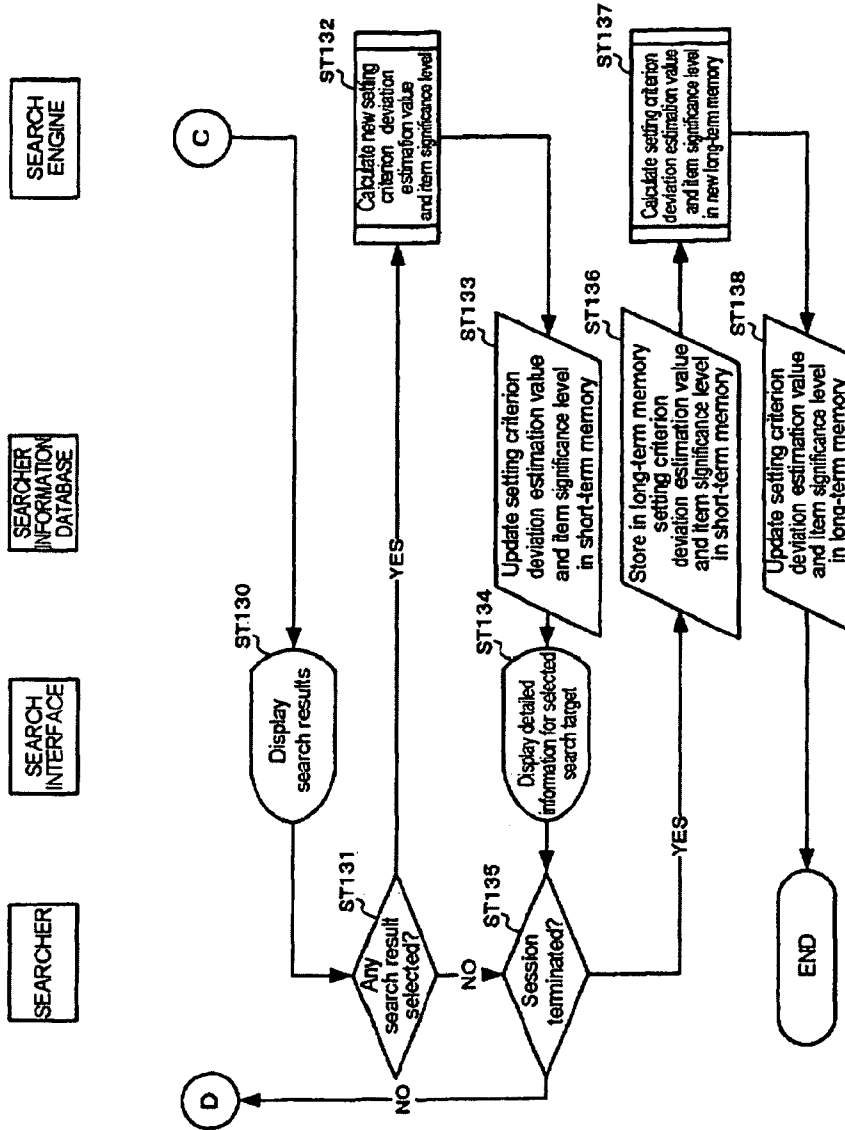 SEARCHER
SEARCH
INTERFACE
SEARCHER
INFORMATION
DATABASE
SEARCH
ENGINE
C
ST130
Display
search results
ST131
Any
search result
selected?
YES
NO
ST132
Calculate new setting
criterion deviation
estimation value
and item significance level
ST133
Update setting criterion
deviation estimation value
and item significance level
in short-term memory
ST134
Display detailed
information for selected
search target
ST135
Session
terminated?
NO
D
YES
ST136
Store in long-term memory
setting criterion
deviation estimation value
and item significance level
in short-term memory
ST137
Calculate setting criterion
deviation estimation value
and item significance level
in new long-term memory
ST138
Update setting criterion
deviation estimation value
and item significance level
in long-term memory
END